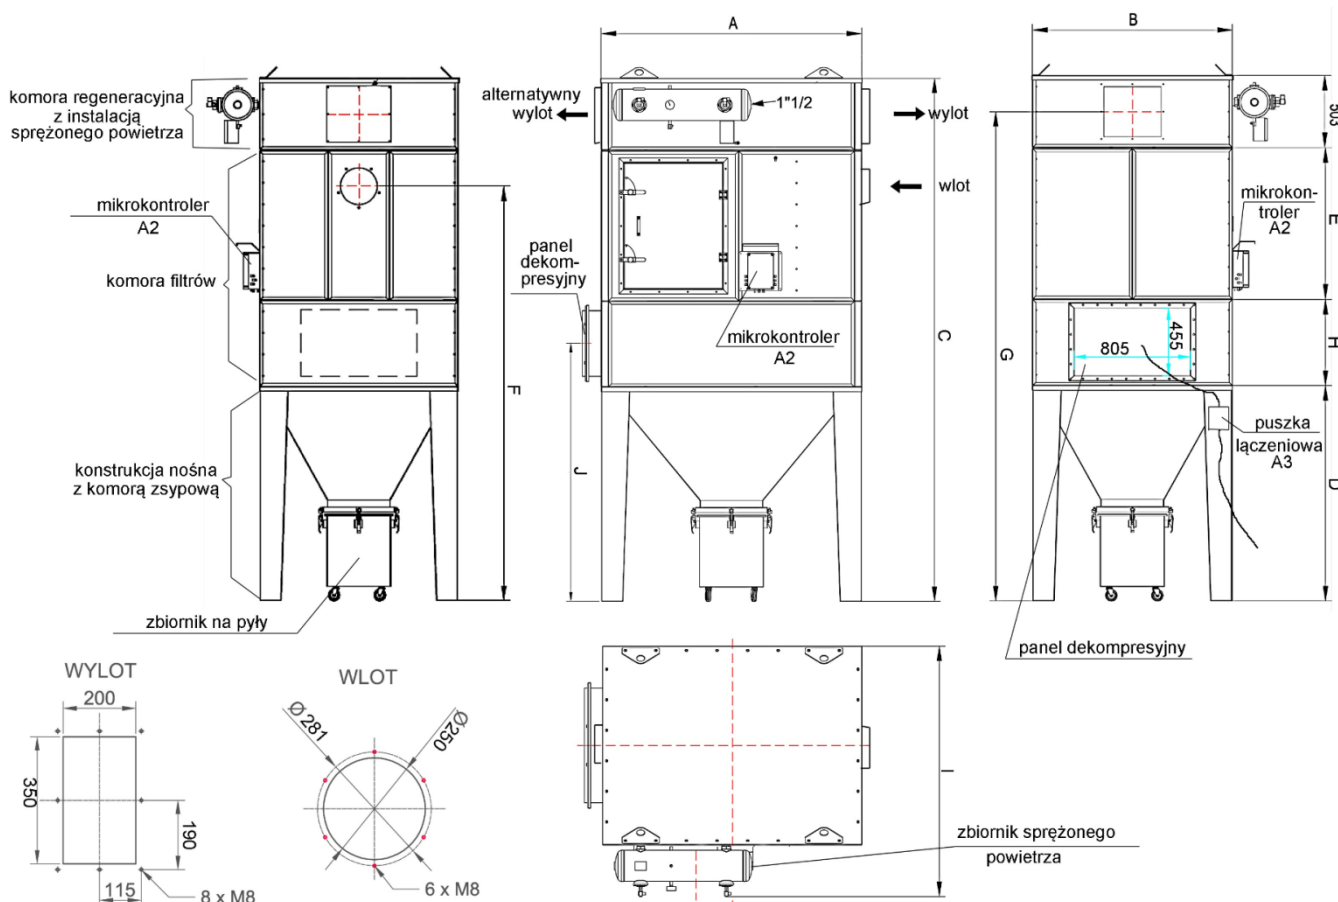 komora regeneracyjna
z instalacją
sprężonego powietrza
mikrokontroler
A2
komora filtrów
konstrukcja nośna
z komorą zsypową
zbiornik na pyły
F
A
alternatywny
wylot
1"1/2
wylot
wlot
panel
dekom-
presyjny
mikrokontroler
A2
C
J
B
503
mikrokon-
troler
A2
E
G
H
455
805
puszka
łączeniowa
A3
D
panel dekompresyjny
WYLOT
200
350
190
115
8 x M8
WLOT
Ø281
Ø250
6 x M8
I
zbiornik sprężonego
powietrza